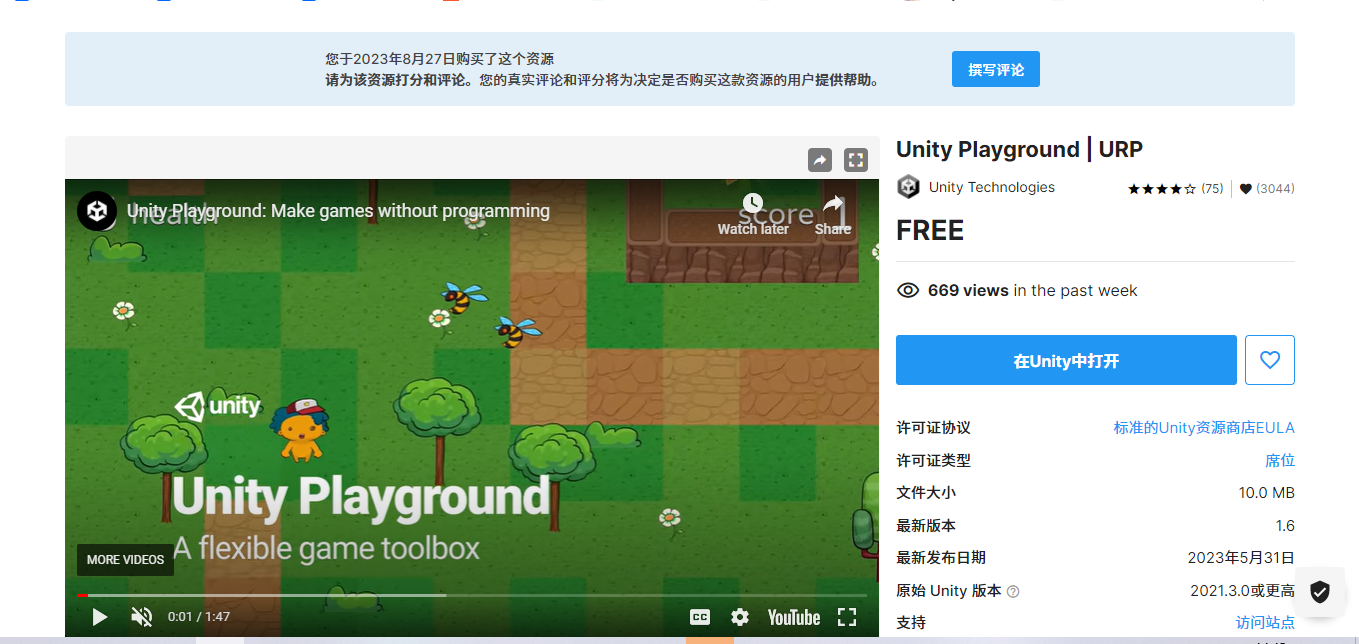 您于2023年8月27日购买了这个资源
请为该资源打分和评论。您的真实评论和评分将为决定是否购买这款资源的用户提供帮助。
撰写评论
Unity Playground: Make games without programming
health
score 1
Watch later
Share
unity
Unity Playground
A flexible game toolbox
MORE VIDEOS
0:01 / 1:47
CC
YouTube
Unity Playground | URP
Unity Technologies
(75)
(3044)
FREE
669 views in the past week
在Unity中打开
许可证协议 标准的Unity资源商店EULA
许可证类型 席位
文件大小 10.0 MB
最新版本 1.6
最新发布日期 2023年5月31日
原始 Unity 版本 ? 2021.3.0或更高
支持 访问站点